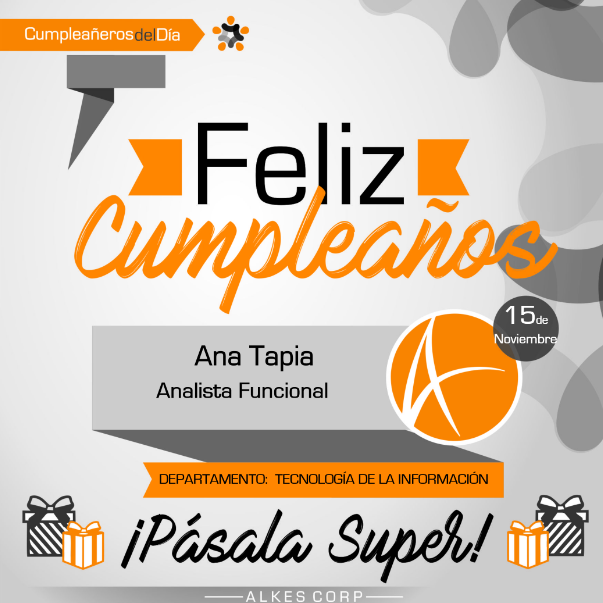 CumpleañerosdelDía
Feliz
Cumpleaños
15de
Noviembre
Ana Tapia
Analista Funcional
DEPARTAMENTO: TECNOLOGÍA DE LA INFORMACIÓN
¡Pásala Super!
ALKES CORP